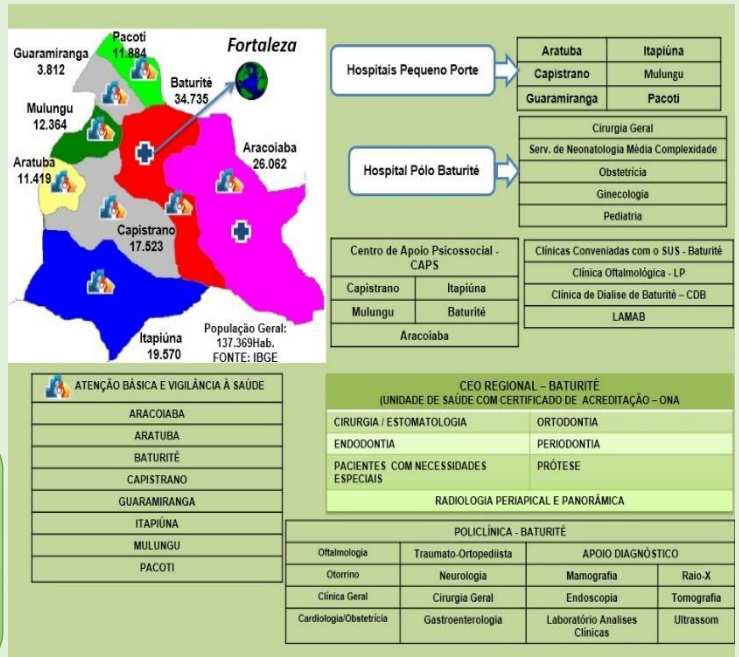 Pacoti
11.884
Fortaleza
Guaramiranga
3.812
Baturité
34.735
Mulungu
12.364
Aracoiaba
26.062
Aratuba
11.419
Capistrano
17.523
Itapiúna
19.570
População Geral:
137.369Hab.
FONTE: IBGE
Hospitais Pequeno Porte
Aratuba Itapiúna
Capistrano Mulungu
Guaramiranga Pacoti
Hospital Pólo Baturité
Cirurgia Geral
Serv. de Neonatologia Média Complexidade
Obstetrícia
Ginecologia
Pediatria
Centro de Apoio Psicossocial -
CAPS
Capistrano Itapiúna
Mulungu Baturité
Aracoiaba
Clínicas Conveniadas com o SUS - Baturité
Clínica Oftalmológica - LP
Clínica de Dialise de Baturité – CDB
LAMAB
ATENÇÃO BÁSICA E VIGILÂNCIA À SAÚDE
ARACOIABA
ARATUBA
BATURITÉ
CAPISTRANO
GUARAMIRANGA
ITAPIÚNA
MULUNGU
PACOTI
CEO REGIONAL – BATURITÉ
(UNIDADE DE SAÚDE COM CERTIFICADO DE ACREDITAÇÃO – ONA
CIRURGIA / ESTOMATOLOGIA ORTODONTIA
ENDODONTIA PERIODONTIA
PACIENTES COM NECESSIDADES PRÓTESE
ESPECIAIS
RADIOLOGIA PERIAPICAL E PANORÂMICA
POLICLÍNICA - BATURITÉ
Oftalmologia Traumato-Ortopediista APOIO DIAGNÓSTICO
Otorrino Neurologia Mamografia Raio-X
Clínica Geral Cirurgia Geral Endoscopia Tomografia
Cardiologia/Obstetrícia Gastroenterologia Laboratório Analises Ultrassom
Clínicas